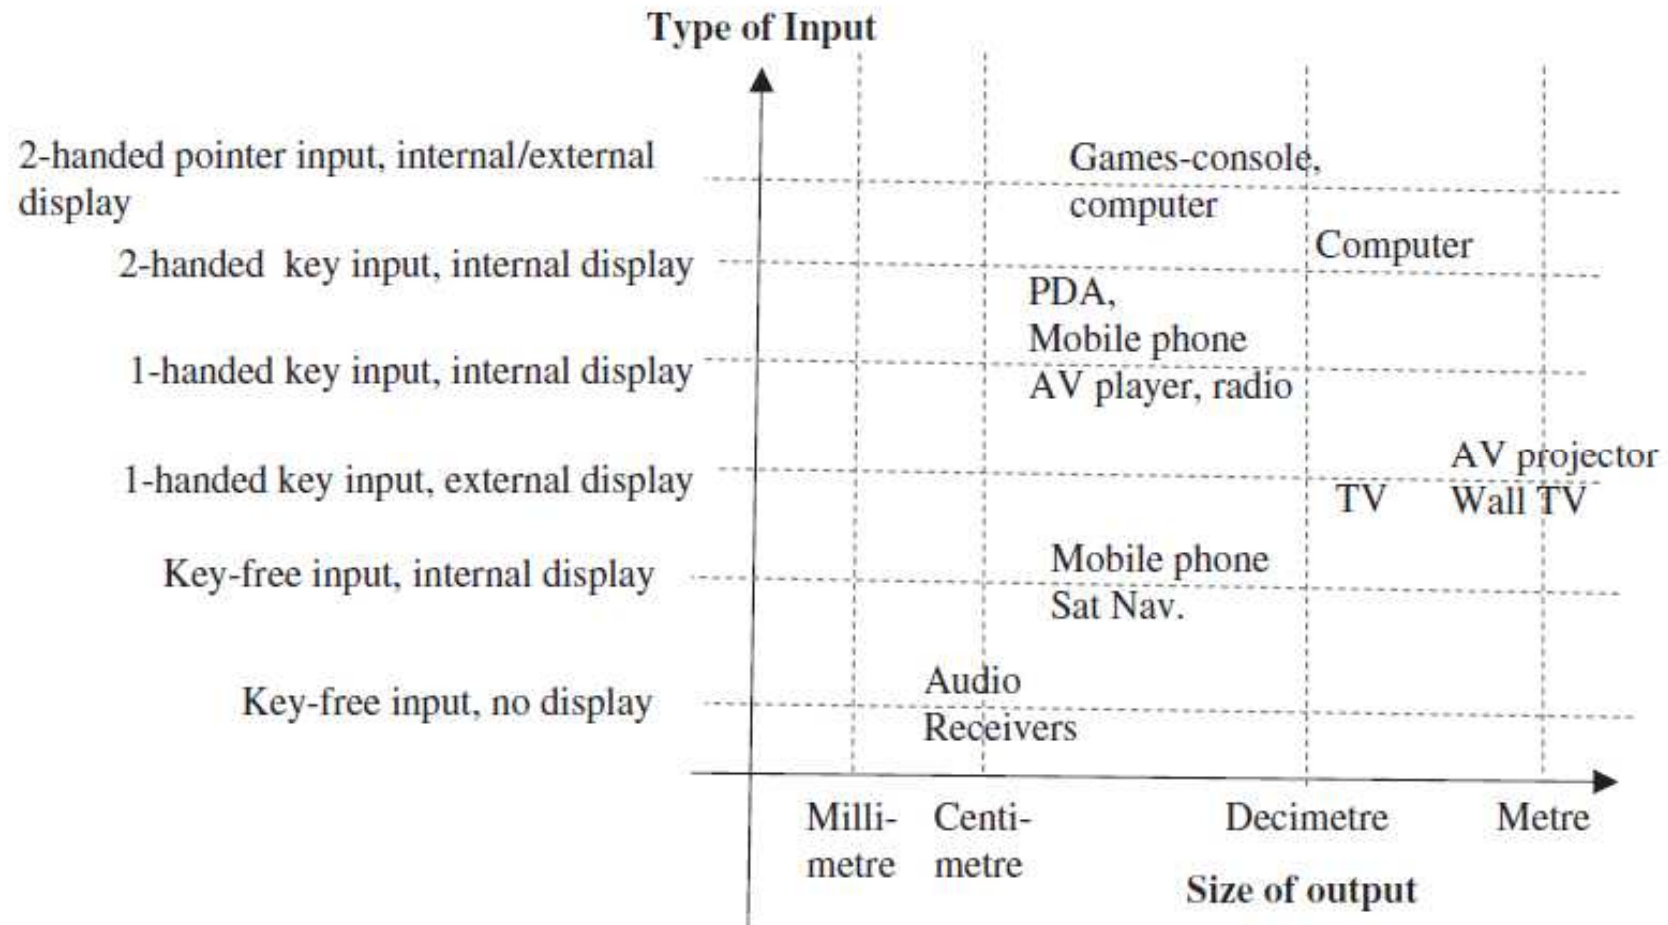 Type of Input
2-handed pointer input, internal/external
display
Games-console,
computer
2-handed key input, internal display
Computer
PDA,
Mobile phone
1-handed key input, internal display
AV player, radio
1-handed key input, external display
AV projector
TV
Wall TV
Key-free input, internal display
Mobile phone
Sat Nav.
Key-free input, no display
Audio
Receivers
Milli-
metre
Centi-
metre
Decimetre
Metre
Size of output